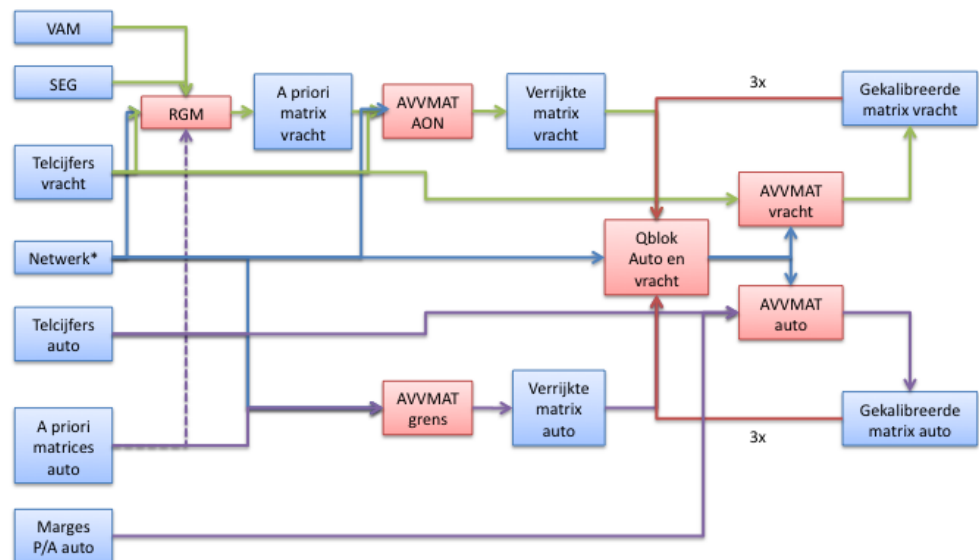 VAM
SEG
RGM
A priori
matrix
vracht
AVVMAT
AON
Verrijkte
matrix
vracht
3x
Gekalibreerde
matrix vracht
Telcijfers
vracht
AVVMAT
vracht
Netwerk*
Qblok
Auto en
vracht
Telcijfers
auto
AVVMAT
auto
A priori
matrices
auto
AVVMAT
grens
Verrijkte
matrix
auto
3x
Gekalibreerde
matrix auto
Marges
P/A auto